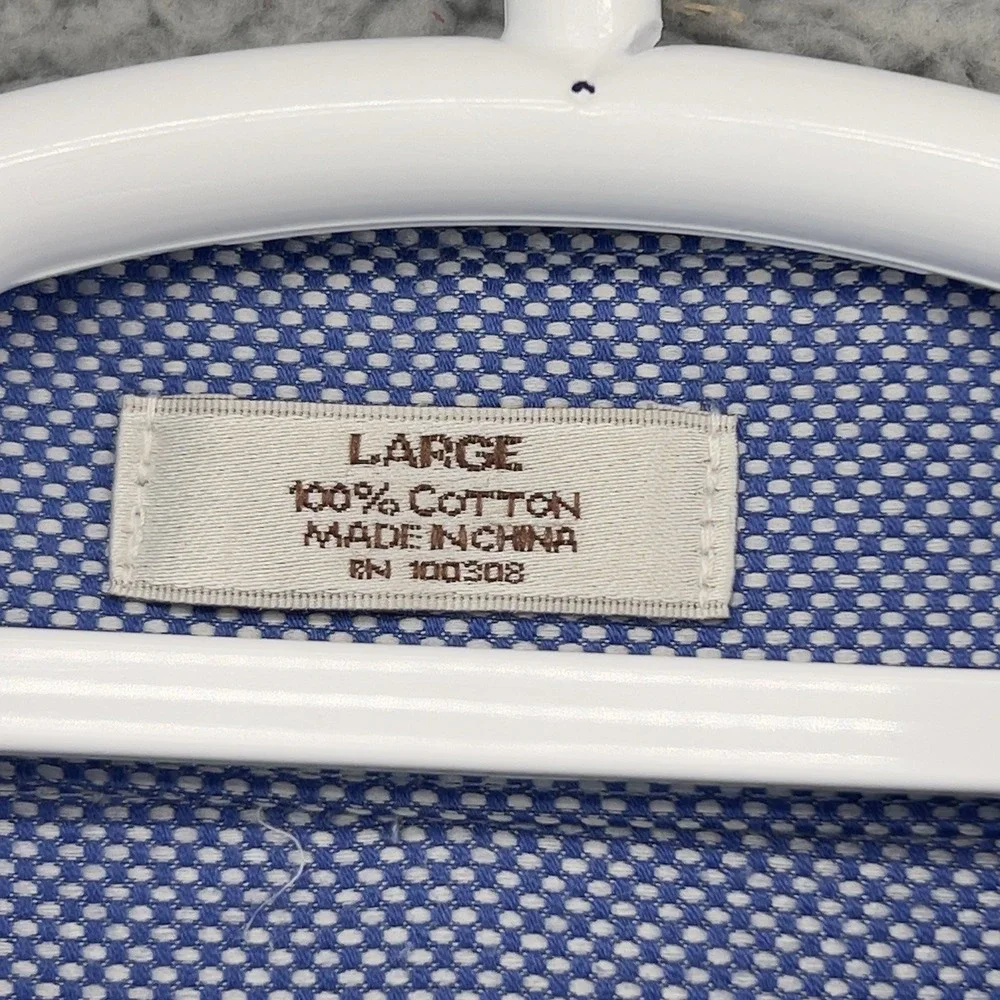 LARGE
100% COTTON
MADE IN CHINA
RN 100308